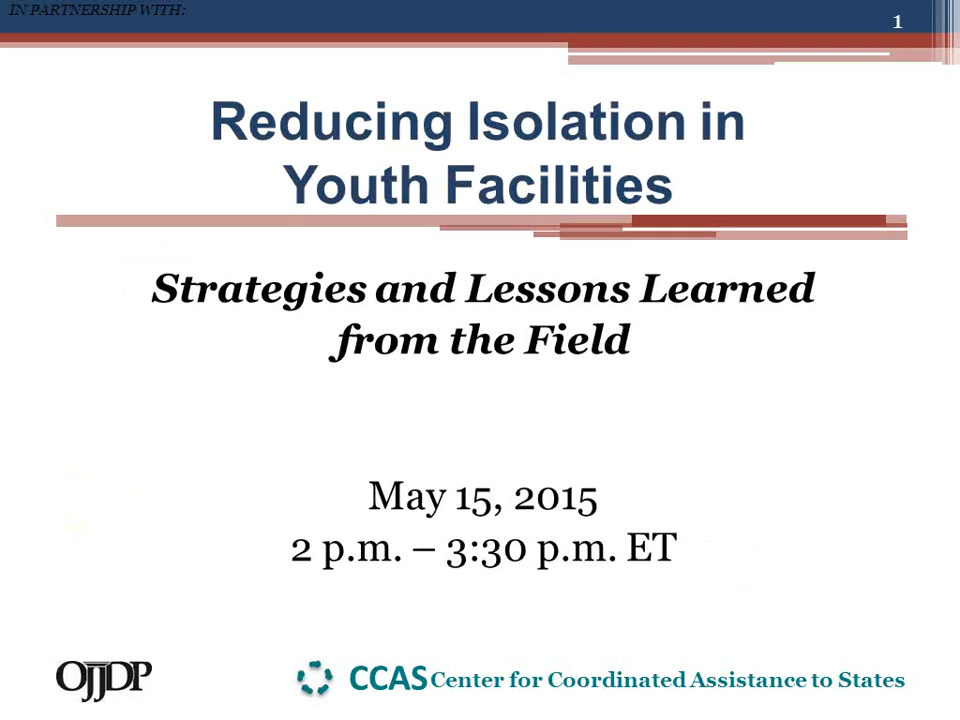 IN PARTNERSHIP WITH:
1
Reducing Isolation in
Youth Facilities
Strategies and Lessons Learned
from the Field
May 15, 2015
2 p.m. – 3:30 p.m. ET
OJJDP
CCAS Center for Coordinated Assistance to States